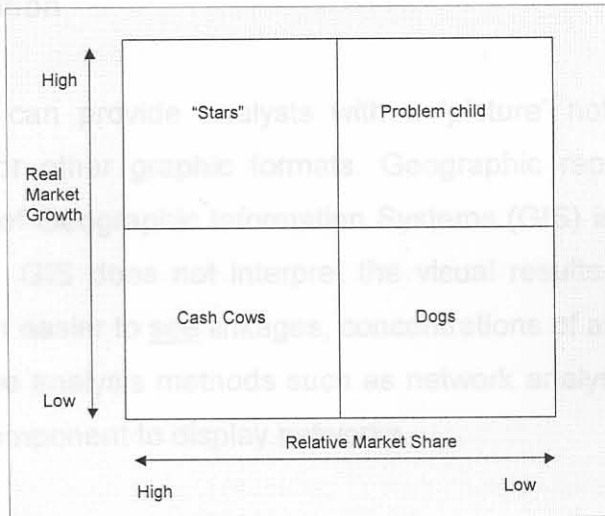 High
"Stars"
Problem child
Real
Market
Growth
Cash Cows
Dogs
Low
Relative Market Share
High
Low
can provide analysts with
other graphic formats. Geographic
Geographic Information Systems (GIS)
GIS does not interpret the visual results
easier to see linkages, concentrations of
analysis methods such as network
to display networks